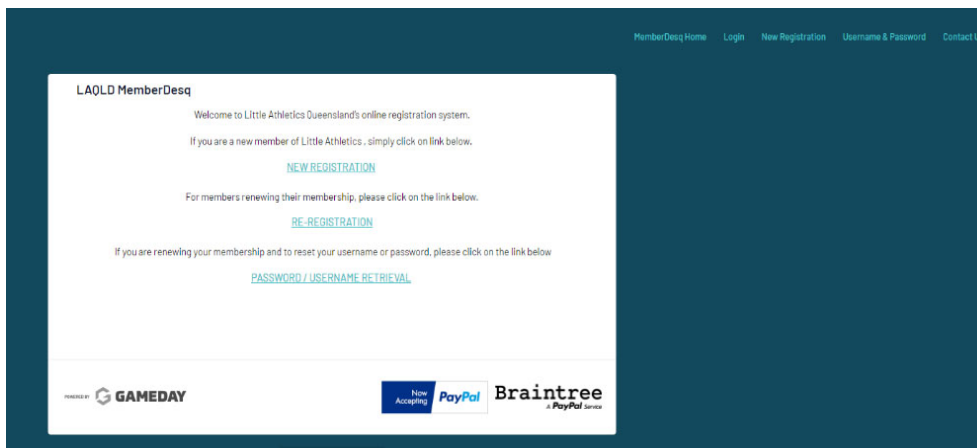 MemberDesq Home Login New Registration Username & Password Contact U
LAQLD MemberDesq
Welcome to Little Athletics Queensland's online registration system.
If you are a new member of Little Athletics , simply click on link below.
NEW REGISTRATION
For members renewing their membership, please click on the link below.
RE-REGISTRATION
If you are renewing your membership and to reset your username or password, please click on the link below
PASSWORD / USERNAME RETRIEVAL
POWERED BY GAMEDAY
Now Accepting PayPal
Braintree
A PayPal Service